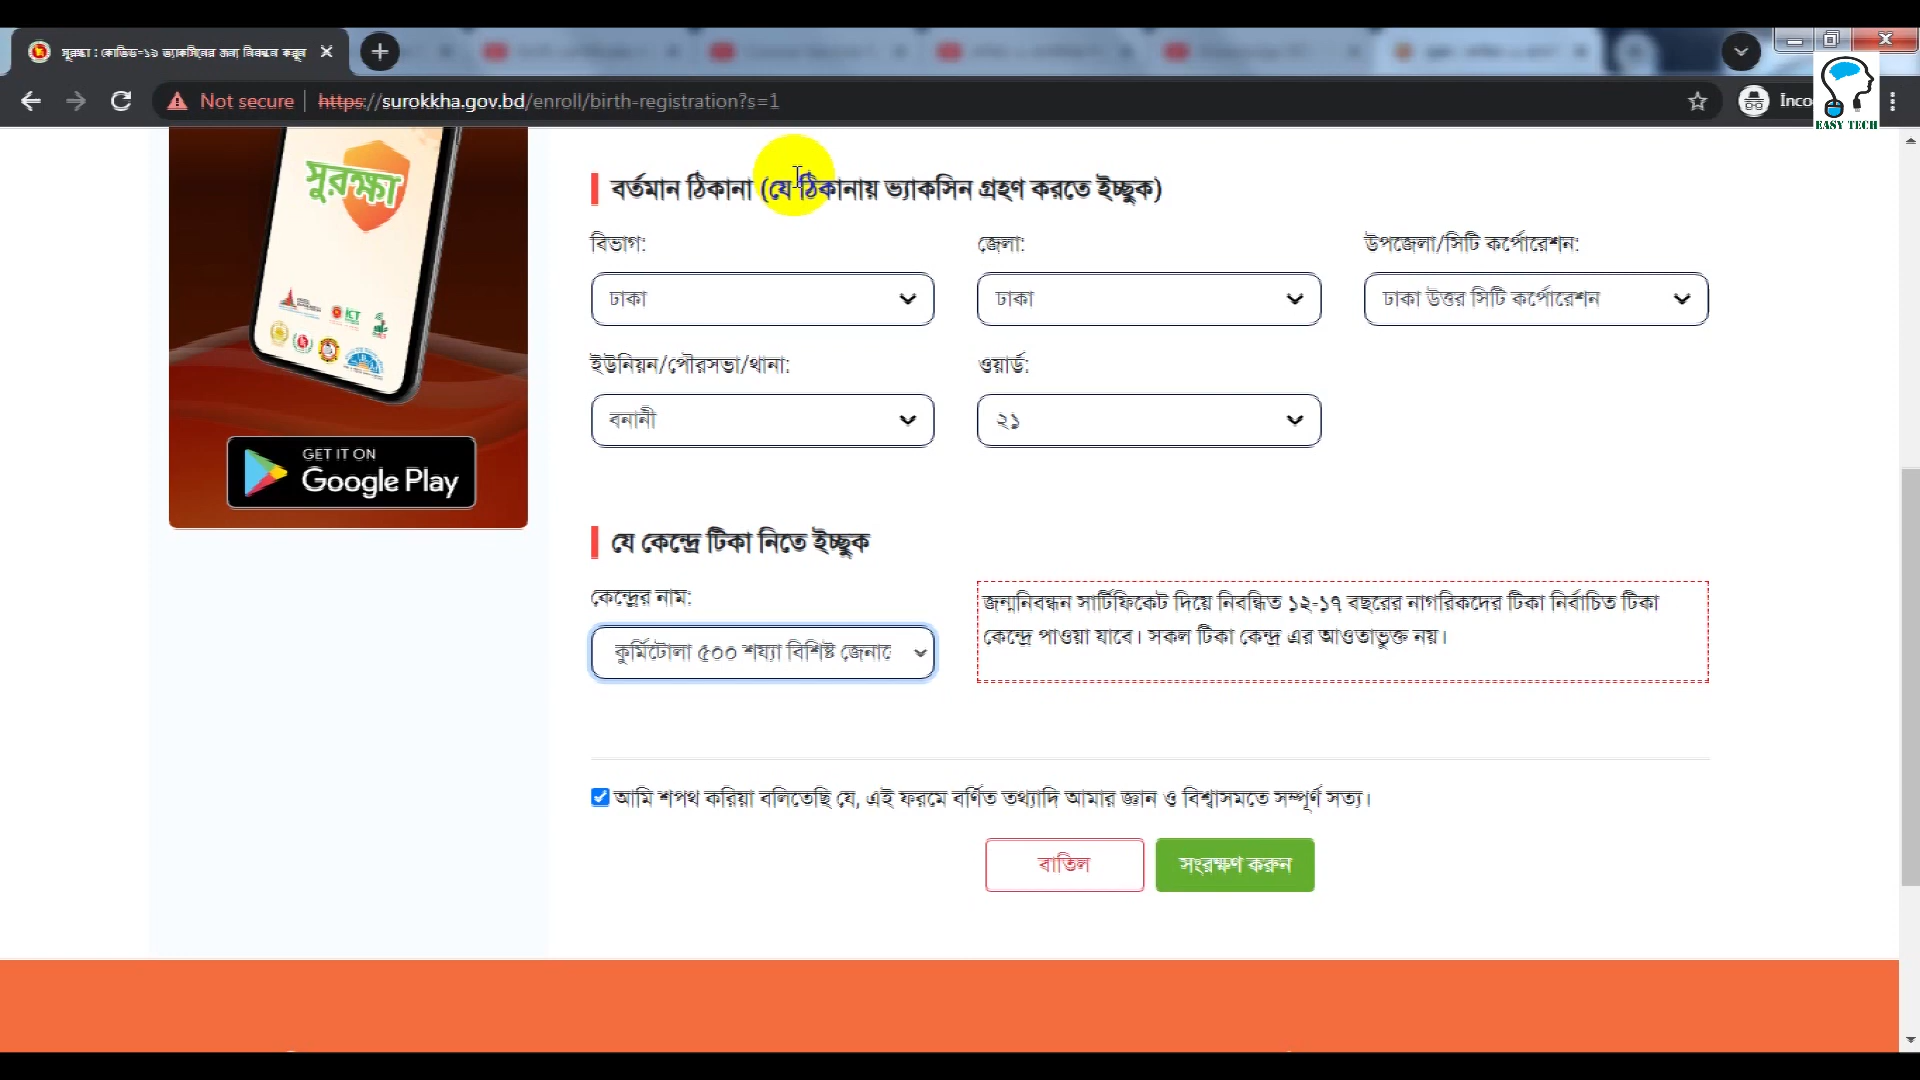 সুরক্ষা : কোভিড-১৯ ভ্যাকসিনের জন্য নিবন্ধন করুন
Not secure https://surokkha.gov.bd/enroll/birth-registration?s=1
EASY TECH
সুরক্ষা
GET IT ON
Google Play
বর্তমান ঠিকানা (যে ঠিকানায় ভ্যাকসিন গ্রহণ করতে ইচ্ছুক)
বিভাগ: জেলা: উপজেলা/সিটি কর্পোরেশন:
ঢাকা ঢাকা ঢাকা উত্তর সিটি কর্পোরেশন
ইউনিয়ন/পৌরসভা/থানা: ওয়ার্ড:
বনানী ২১
যে কেন্দ্রে টিকা নিতে ইচ্ছুক
কেন্দ্রের নাম:
কুর্মিটোলা ৫০০ শয্যা বিশিষ্ট
জন্মনিবন্ধন সার্টিফিকেট দিয়ে নিবন্ধিত ১২-১৭ বছরের নাগরিকদের টিকা নির্বাচিত টিকা
কেন্দ্রে পাওয়া যাবে। সকল টিকা কেন্দ্র এর আওতাভুক্ত নয়।
আমি শপথ করিয়া বলিতেছি যে, এই ফরমে বর্ণিত তথ্যাদি আমার জ্ঞান ও বিশ্বাসমতে সম্পূর্ণ সত্য।
বাতিল সংরক্ষণ করুন